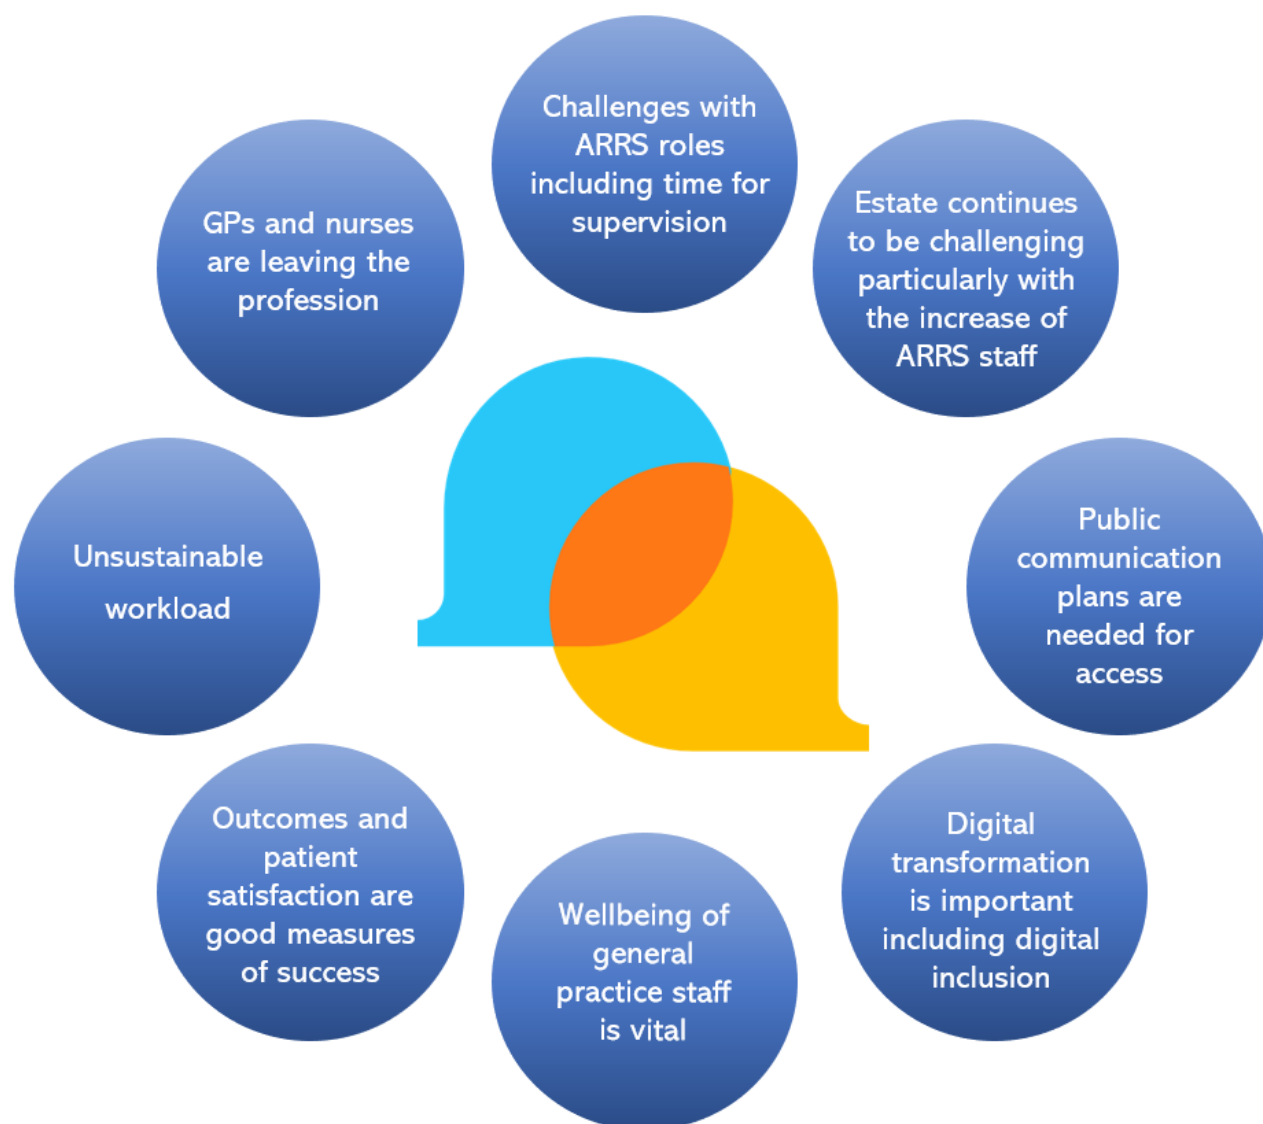 Challenges with
ARRS roles
including time for
supervision
Estate continues
to be challenging
particularly with
the increase of
ARRS staff
Public
communication
plans are
needed for
access
Digital
transformation
is important
including digital
inclusion
Wellbeing of
general
practice staff
is vital
Outcomes and
patient
satisfaction are
good measures
of success
Unsustainable
workload
GPs and nurses
are leaving the
profession